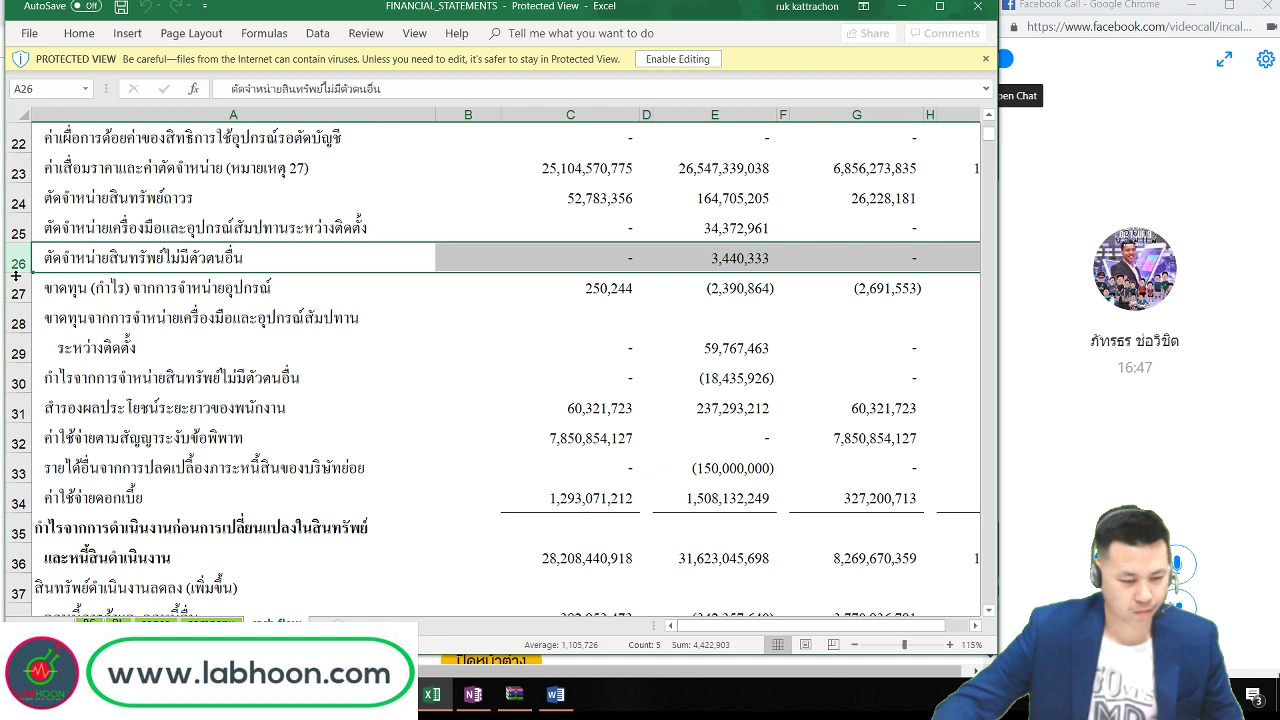 AutoSave Off
FINANCIAL_STATEMENTS - Protected View - Excel
ruk kattrachon
Facebook Call - Google Chrome
File Home Insert Page Layout Formulas Data Review View Help Tell me what you want to do Share Comments
https://www.facebook.com/videocall/incal...
PROTECTED VIEW Be careful—files from the Internet can contain viruses. Unless you need to edit, it's safer to stay in Protected View. Enable Editing
A26 fx ตัดจำหน่ายสินทรัพย์ไม่มีตัวตนอื่น
pen Chat
A B C D E F G H
22 ค่าเผื่อการด้อยค่าของสิทธิการใช้อุปกรณ์รอตัดบัญชี - - -
23 ค่าเสื่อมราคาและค่าตัดจำหน่าย (หมายเหตุ 27) 25,104,570,775 26,547,339,038 6,856,273,835 1
24 ตัดจำหน่ายสินทรัพย์ถาวร 52,783,356 164,705,205 26,228,181
25 ตัดจำหน่ายเครื่องมือและอุปกรณ์สัมปทานระหว่างติดตั้ง - 34,372,961 -
26 ตัดจำหน่ายสินทรัพย์ไม่มีตัวตนอื่น - 3,440,333 -
27 ขาดทุน (กำไร) จากการจำหน่ายอุปกรณ์ 250,244 (2,390,864) (2,691,553)
28 ขาดทุนจากการจำหน่ายเครื่องมือและอุปกรณ์สัมปทาน
29 ระหว่างติดตั้ง - 59,767,463 -
30 กำไรจากการจำหน่ายสินทรัพย์ไม่มีตัวตนอื่น - (18,435,926) -
31 สำรองผลประโยชน์ระยะยาวของพนักงาน 60,321,723 237,293,212 60,321,723
32 ค่าใช้จ่ายตามสัญญาระงับข้อพิพาท 7,850,854,127 - 7,850,854,127
33 รายได้อื่นจากการปลดเปลื้องภาระหนี้สินของบริษัทย่อย - (150,000,000) -
34 ค่าใช้จ่ายดอกเบี้ย 1,293,071,212 1,508,132,249 327,200,713
35 กำไรจากการดำเนินงานก่อนการเปลี่ยนแปลงในสินทรัพย์
36 และหนี้สินดำเนินงาน 28,208,440,918 31,623,045,698 8,269,670,359 1
37 สินทรัพย์ดำเนินงานลดลง (เพิ่มขึ้น)
ภัทรธร ช่อวิชิต
16:47
Average: 1,105,726 Count: 5 Sum: 4,422,903 115%
ปิดหน้าต่าง
LABHOON
www.labhoon.com
3